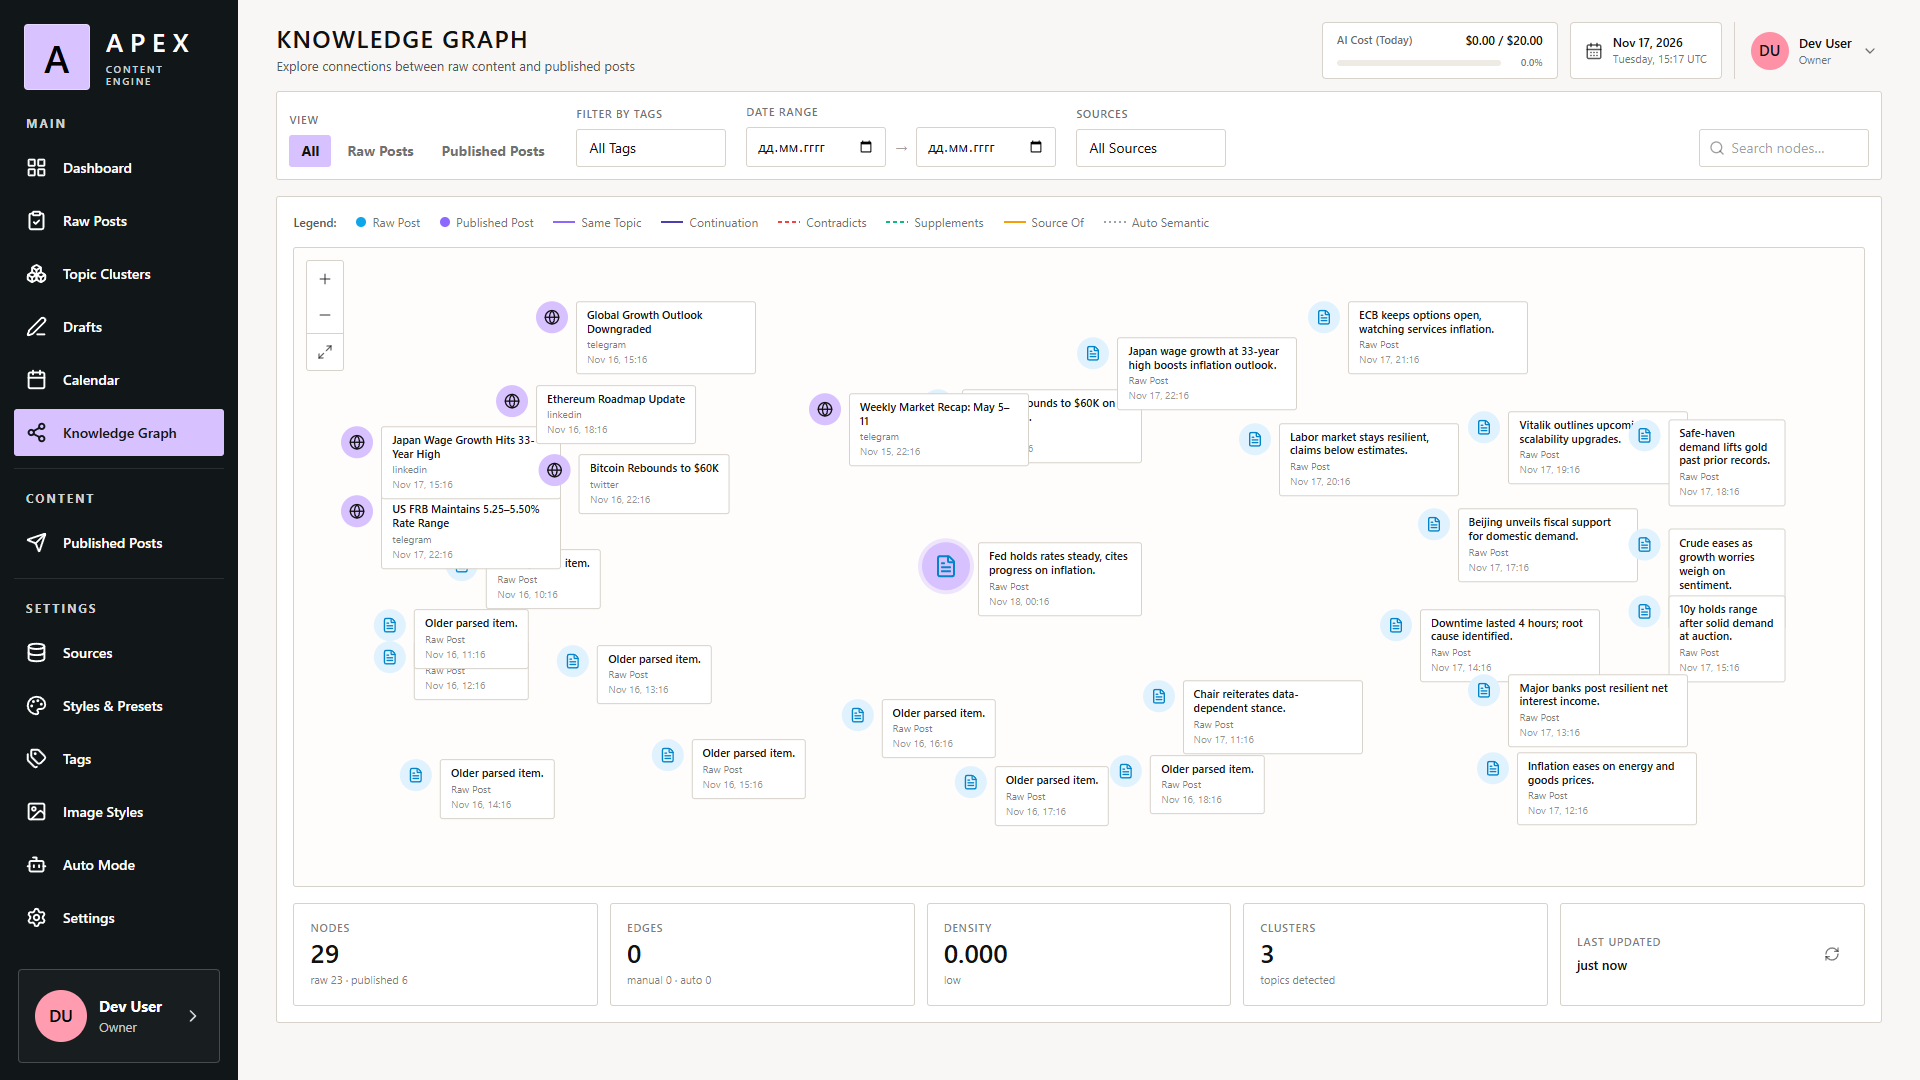 A
APEX
CONTENT
ENGINE
MAIN
Dashboard
Raw Posts
Topic Clusters
Drafts
Calendar
Knowledge Graph
CONTENT
Published Posts
SETTINGS
Sources
Styles & Presets
Tags
Image Styles
Auto Mode
Settings
DU
Dev User
Owner
KNOWLEDGE GRAPH
Explore connections between raw content and published posts
AI Cost (Today)
$0.00 / $20.00
0.0%
Nov 17, 2026
Tuesday, 15:17 UTC
DU
Dev User
Owner
VIEW
All
Raw Posts
Published Posts
FILTER BY TAGS
All Tags
DATE RANGE
дд.мм.гггг
→
дд.мм.гггг
SOURCES
All Sources
Search nodes...
Legend:
Raw Post
Published Post
Same Topic
Continuation
Contradicts
Supplements
Source Of
Auto Semantic
+
−
Global Growth Outlook
Downgraded
telegram
Nov 16, 15:16
Ethereum Roadmap Update
linkedin
Nov 16, 18:16
Japan Wage Growth Hits 33-
Year High
linkedin
Nov 17, 15:16
Bitcoin Rebounds to $60K
twitter
Nov 16, 22:16
US FRB Maintains 5.25–5.50%
Rate Range
telegram
Nov 17, 22:16
item.
Raw Post
Nov 16, 10:16
Older parsed item.
Raw Post
Nov 16, 11:16
Raw Post
Nov 16, 12:16
Older parsed item.
Raw Post
Nov 16, 13:16
Older parsed item.
Raw Post
Nov 16, 14:16
Older parsed item.
Raw Post
Nov 16, 15:16
Weekly Market Recap: May 5–
11
telegram
Nov 15, 22:16
ounds to $60K on
.
6
Japan wage growth at 33-year
high boosts inflation outlook.
Raw Post
Nov 17, 22:16
ECB keeps options open,
watching services inflation.
Raw Post
Nov 17, 21:16
Labor market stays resilient,
claims below estimates.
Raw Post
Nov 17, 20:16
Vitalik outlines upcomi
scalability upgrades.
Raw Post
Nov 17, 19:16
Safe-haven
demand lifts gold
past prior records.
Raw Post
Nov 17, 18:16
Beijing unveils fiscal support
for domestic demand.
Raw Post
Nov 17, 17:16
Crude eases as
growth worries
weigh on
sentiment.
10y holds range
after solid demand
at auction.
Raw Post
Nov 17, 15:16
Fed holds rates steady, cites
progress on inflation.
Raw Post
Nov 18, 00:16
Downtime lasted 4 hours; root
cause identified.
Raw Post
Nov 17, 14:16
Major banks post resilient net
interest income.
Raw Post
Nov 17, 13:16
Inflation eases on energy and
goods prices.
Raw Post
Nov 17, 12:16
Chair reiterates data-
dependent stance.
Raw Post
Nov 17, 11:16
Older parsed item.
Raw Post
Nov 16, 16:16
Older parsed item.
Raw Post
Nov 16, 17:16
Older parsed item.
Raw Post
Nov 16, 18:16
NODES
29
raw 23 · published 6
EDGES
0
manual 0 · auto 0
DENSITY
0.000
low
CLUSTERS
3
topics detected
LAST UPDATED
just now